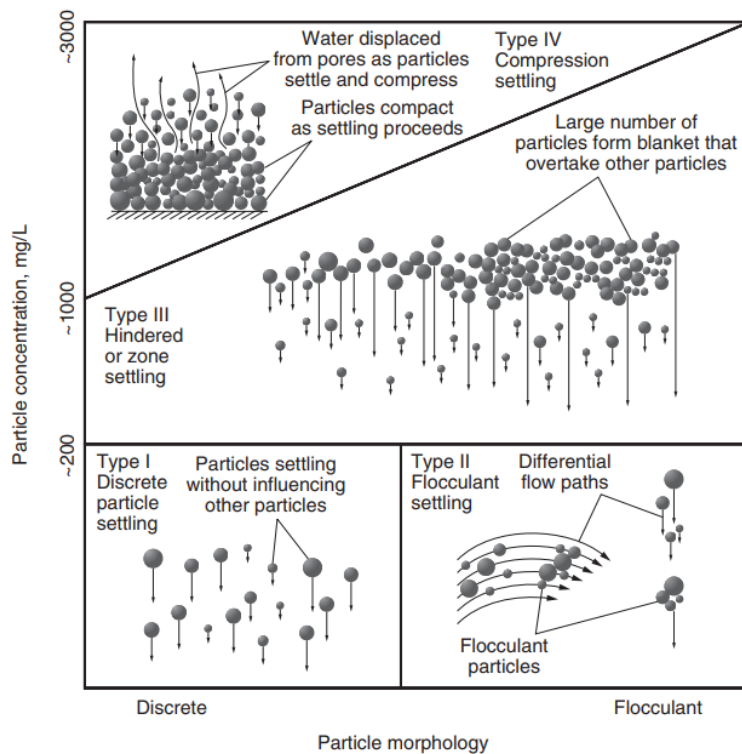 ~3000
Water displaced
from pores as particles
settle and compress
Type IV
Compression
settling
Particles compact
as settling proceeds
Large number of
particles form blanket that
overtake other particles
Particle concentration, mg/L
~1000
Type III
Hindered
or zone
settling
~200
Type I
Discrete
particle
settling
Particles settling
without influencing
other particles
Type II
Flocculant
settling
Differential
flow paths
Flocculant
particles
Discrete
Flocculant
Particle morphology